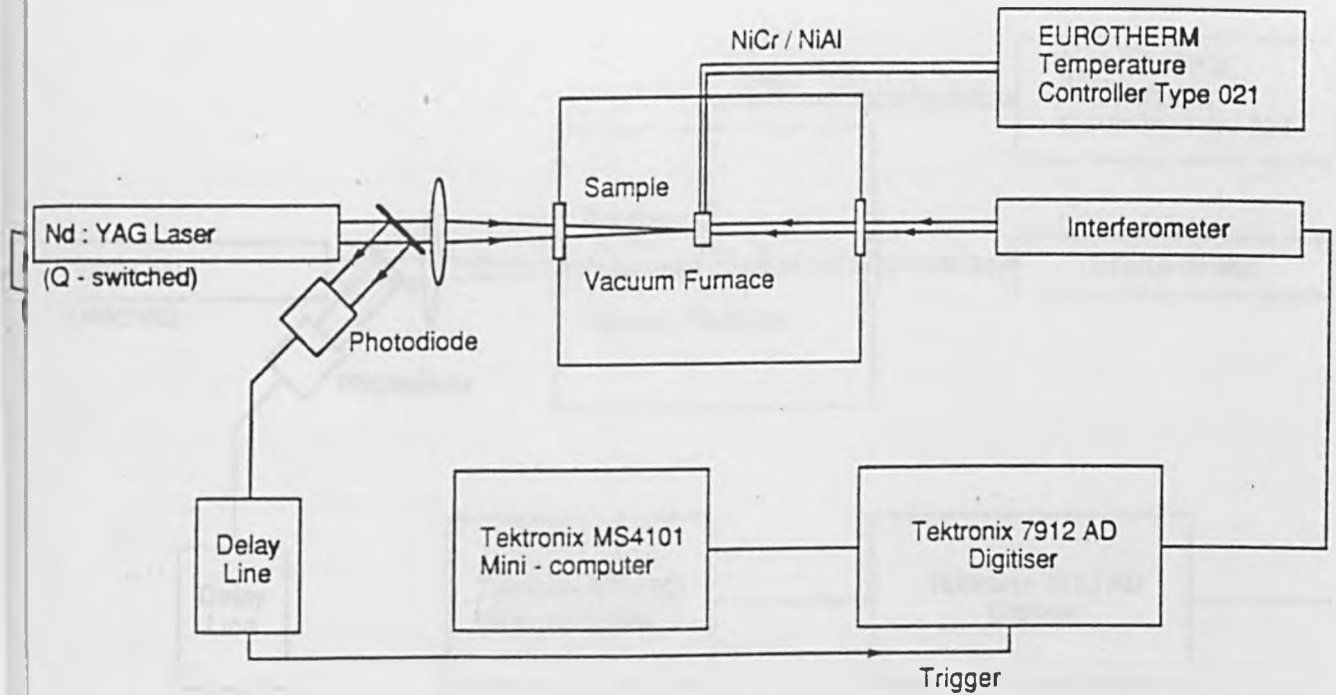 NiCr / NiAl
EUROTHERM
Temperature
Controller Type 021
Sample
Nd : YAG Laser
(Q - switched)
Interferometer
Vacuum Furnace
Photodiode
Delay
Line
Tektronix MS4101
Mini - computer
Tektronix 7912 AD
Digitiser
Trigger